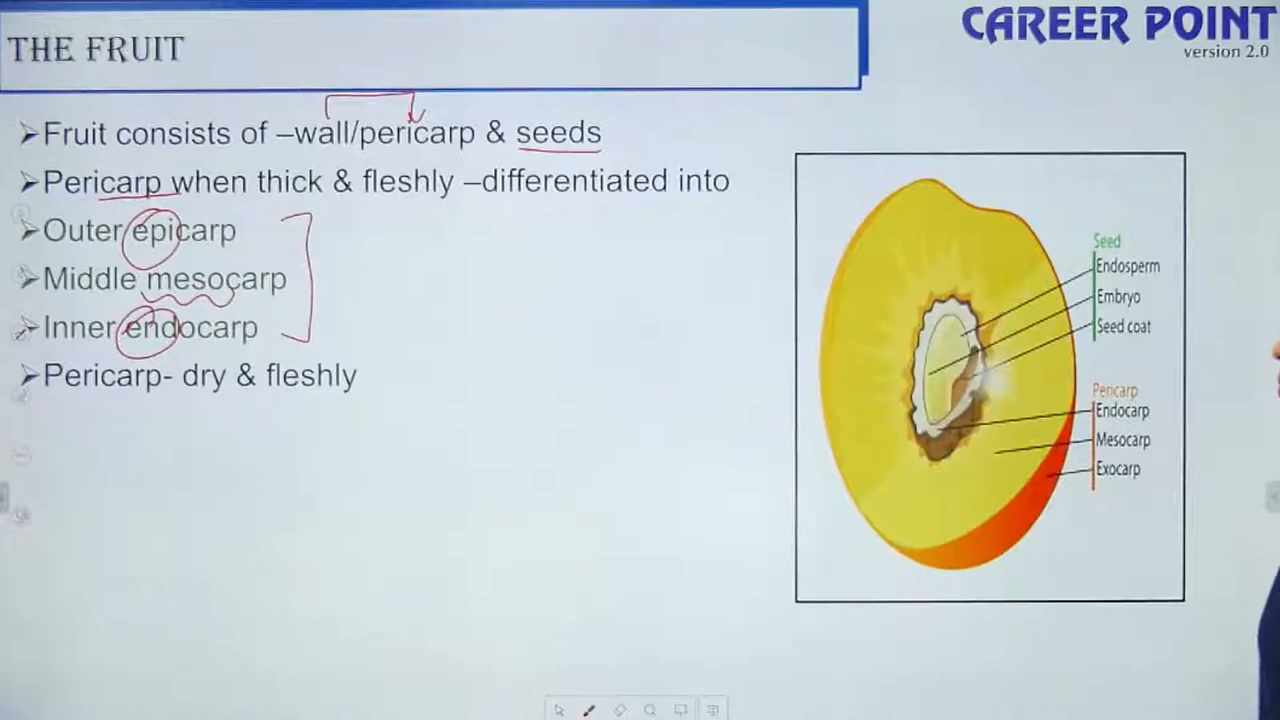 THE FRUIT
CAREER POINT
version 2.0
➢Fruit consists of –wall/pericarp & seeds
➢Pericarp when thick & fleshly –differentiated into
➢Outer epicarp
➢Middle mesocarp
➢Inner endocarp
➢Pericarp- dry & fleshly
Seed
Endosperm
Embryo
Seed coat
Pericarp
Endocarp
Mesocarp
Exocarp